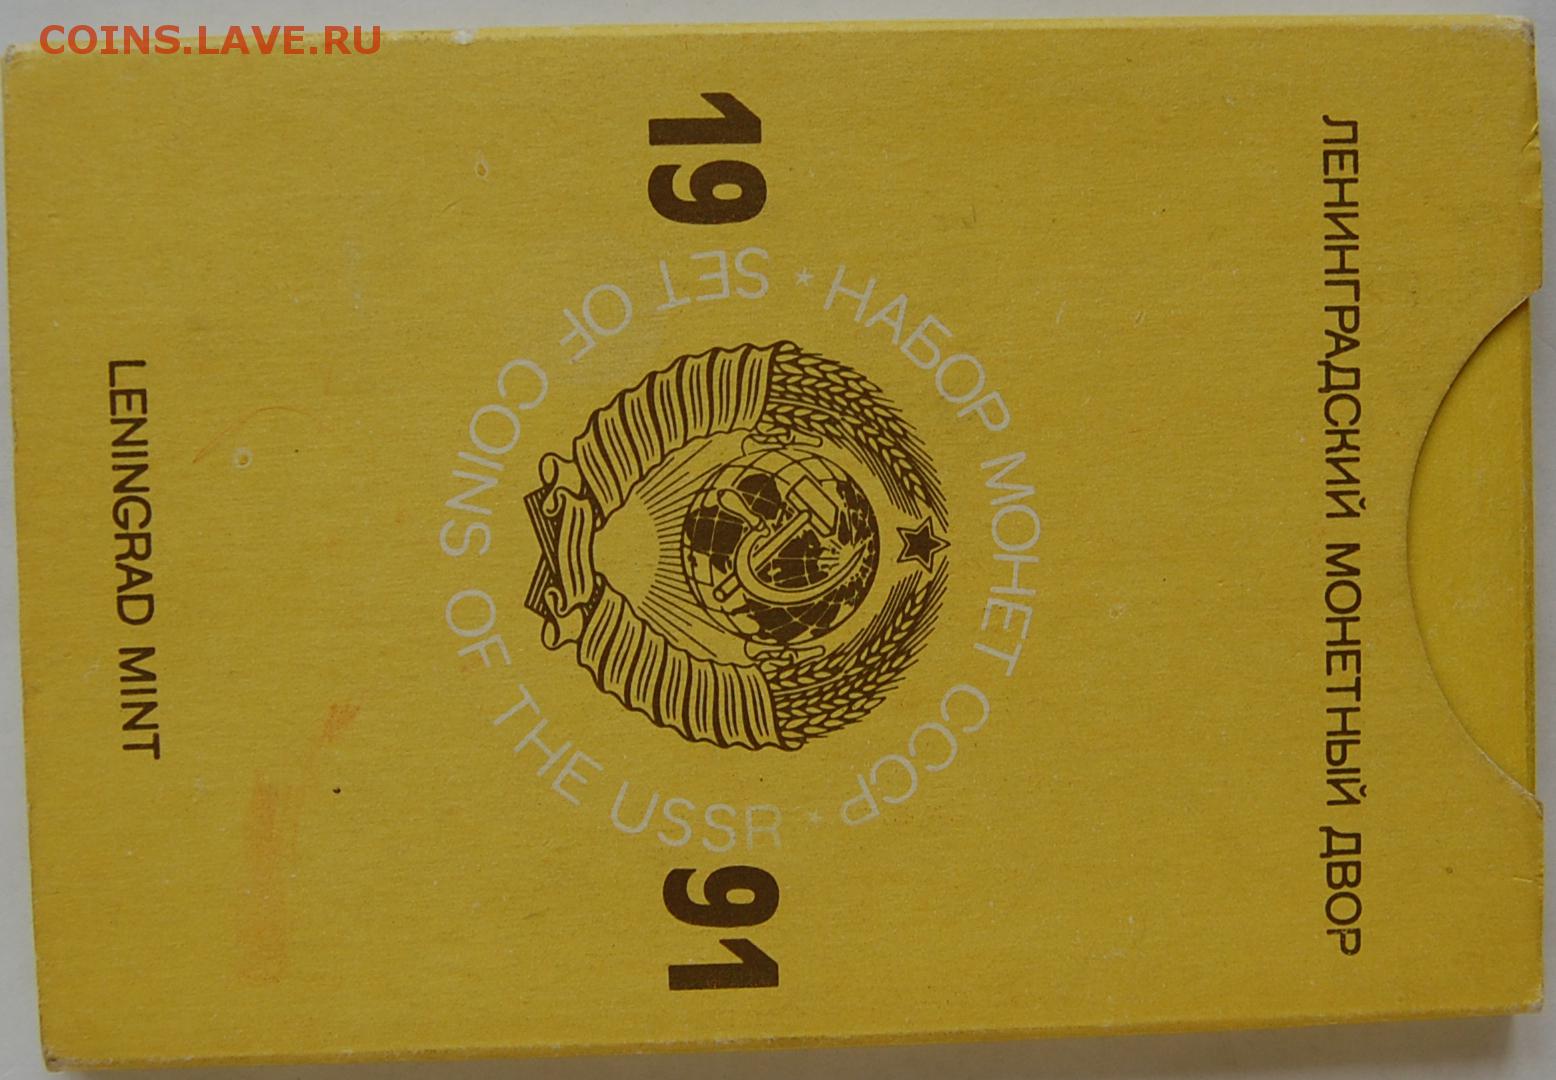 COINS.LAVE.RU
ЛЕНИНГРАДСКИЙ МОНЕТНЫЙ ДВОР
НАБОР МОНЕТ СССР
19 91
SET OF COINS OF THE USSR
LENINGRAD MINT